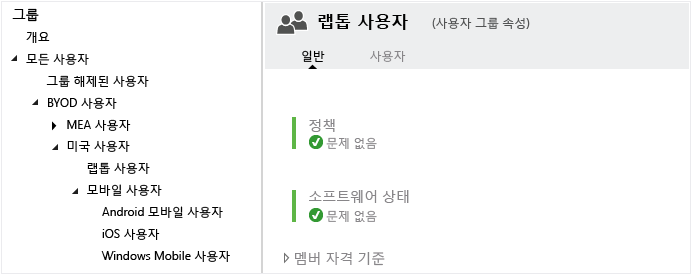 그룹
개요
모든 사용자
그룹 해제된 사용자
BYOD 사용자
MEA 사용자
미국 사용자
랩톱 사용자
모바일 사용자
Android 모바일 사용자
iOS 사용자
Windows Mobile 사용자
랩톱 사용자 (사용자 그룹 속성)
일반 사용자
정책
문제 없음
소프트웨어 상태
문제 없음
멤버 자격 기준